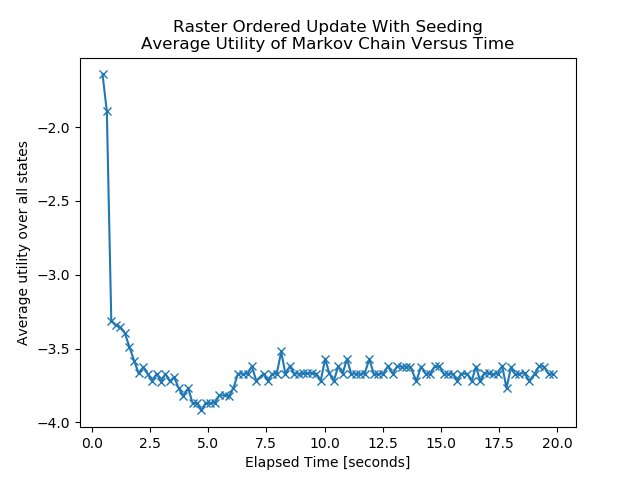 Raster Ordered Update With Seeding
Average Utility of Markov Chain Versus Time
Average utility over all states
−2.0
−2.5
−3.0
−3.5
−4.0
0.0 2.5 5.0 7.5 10.0 12.5 15.0 17.5 20.0
Elapsed Time [seconds]